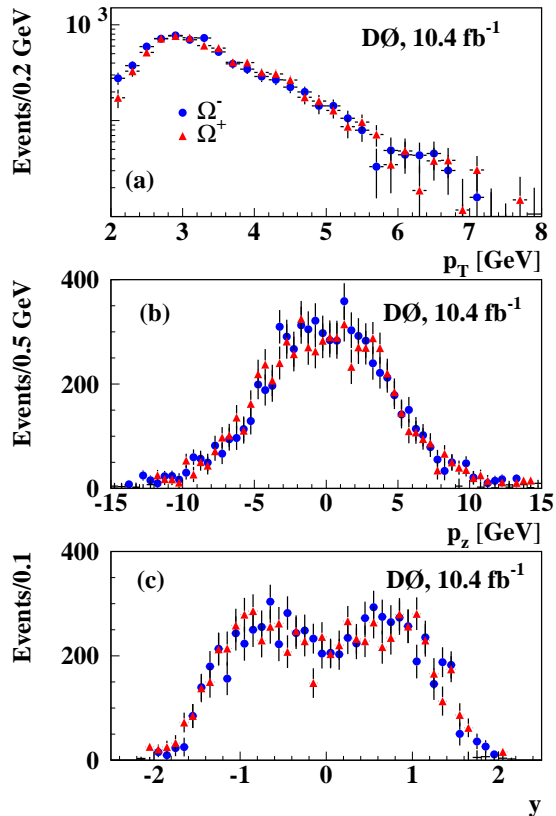 Events/0.2 GeV
10³
DØ, 10.4 fb⁻¹
Ω⁻
Ω⁺
(a)
2 3 4 5 6 7 8
p_T [GeV]
Events/0.5 GeV
400
(b)
DØ, 10.4 fb⁻¹
200
0
-15 -10 -5 0 5 10 15
p_z [GeV]
Events/0.1
400
(c)
DØ, 10.4 fb⁻¹
200
0
-2 -1 0 1 2
y